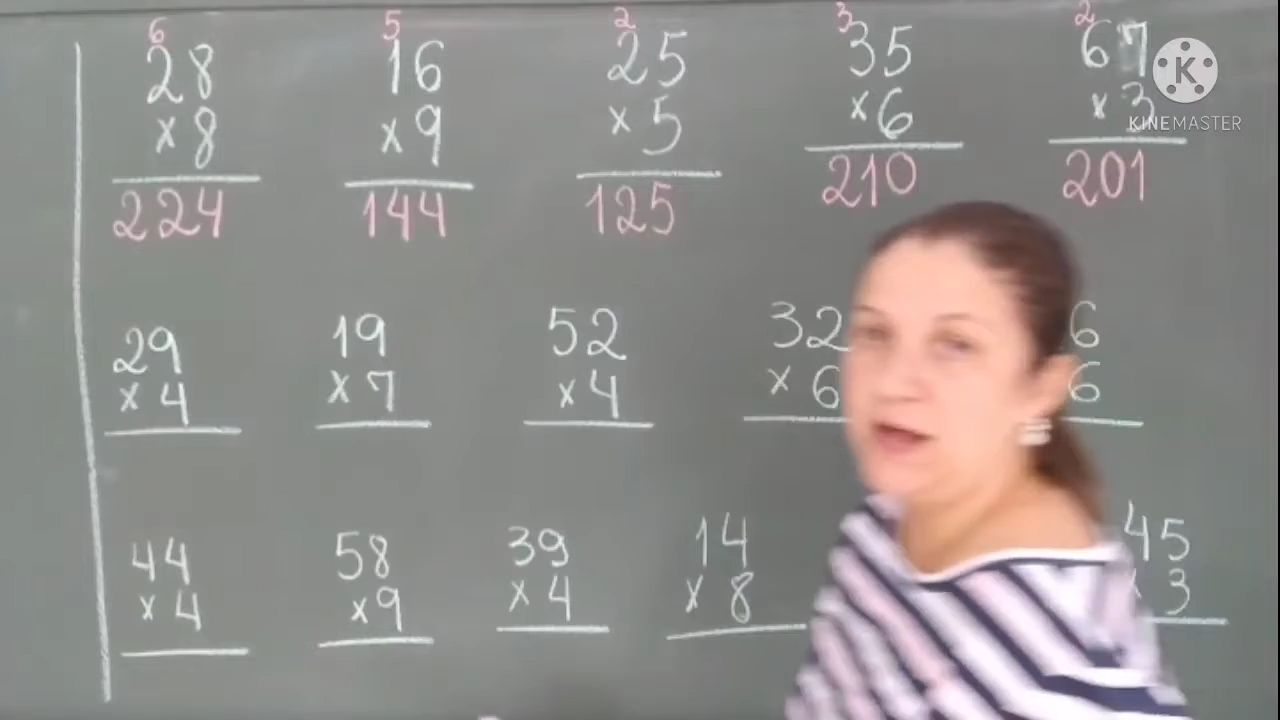 6 5 2 3 2
28 16 25 35 67
×8 ×9 ×5 ×6 ×3
224 144 125 210 201
K
KINEMASTER
29 19 52 32 6
×4 ×7 ×4 ×6 6
44 58 39 14 45
×4 ×9 ×4 ×8 3